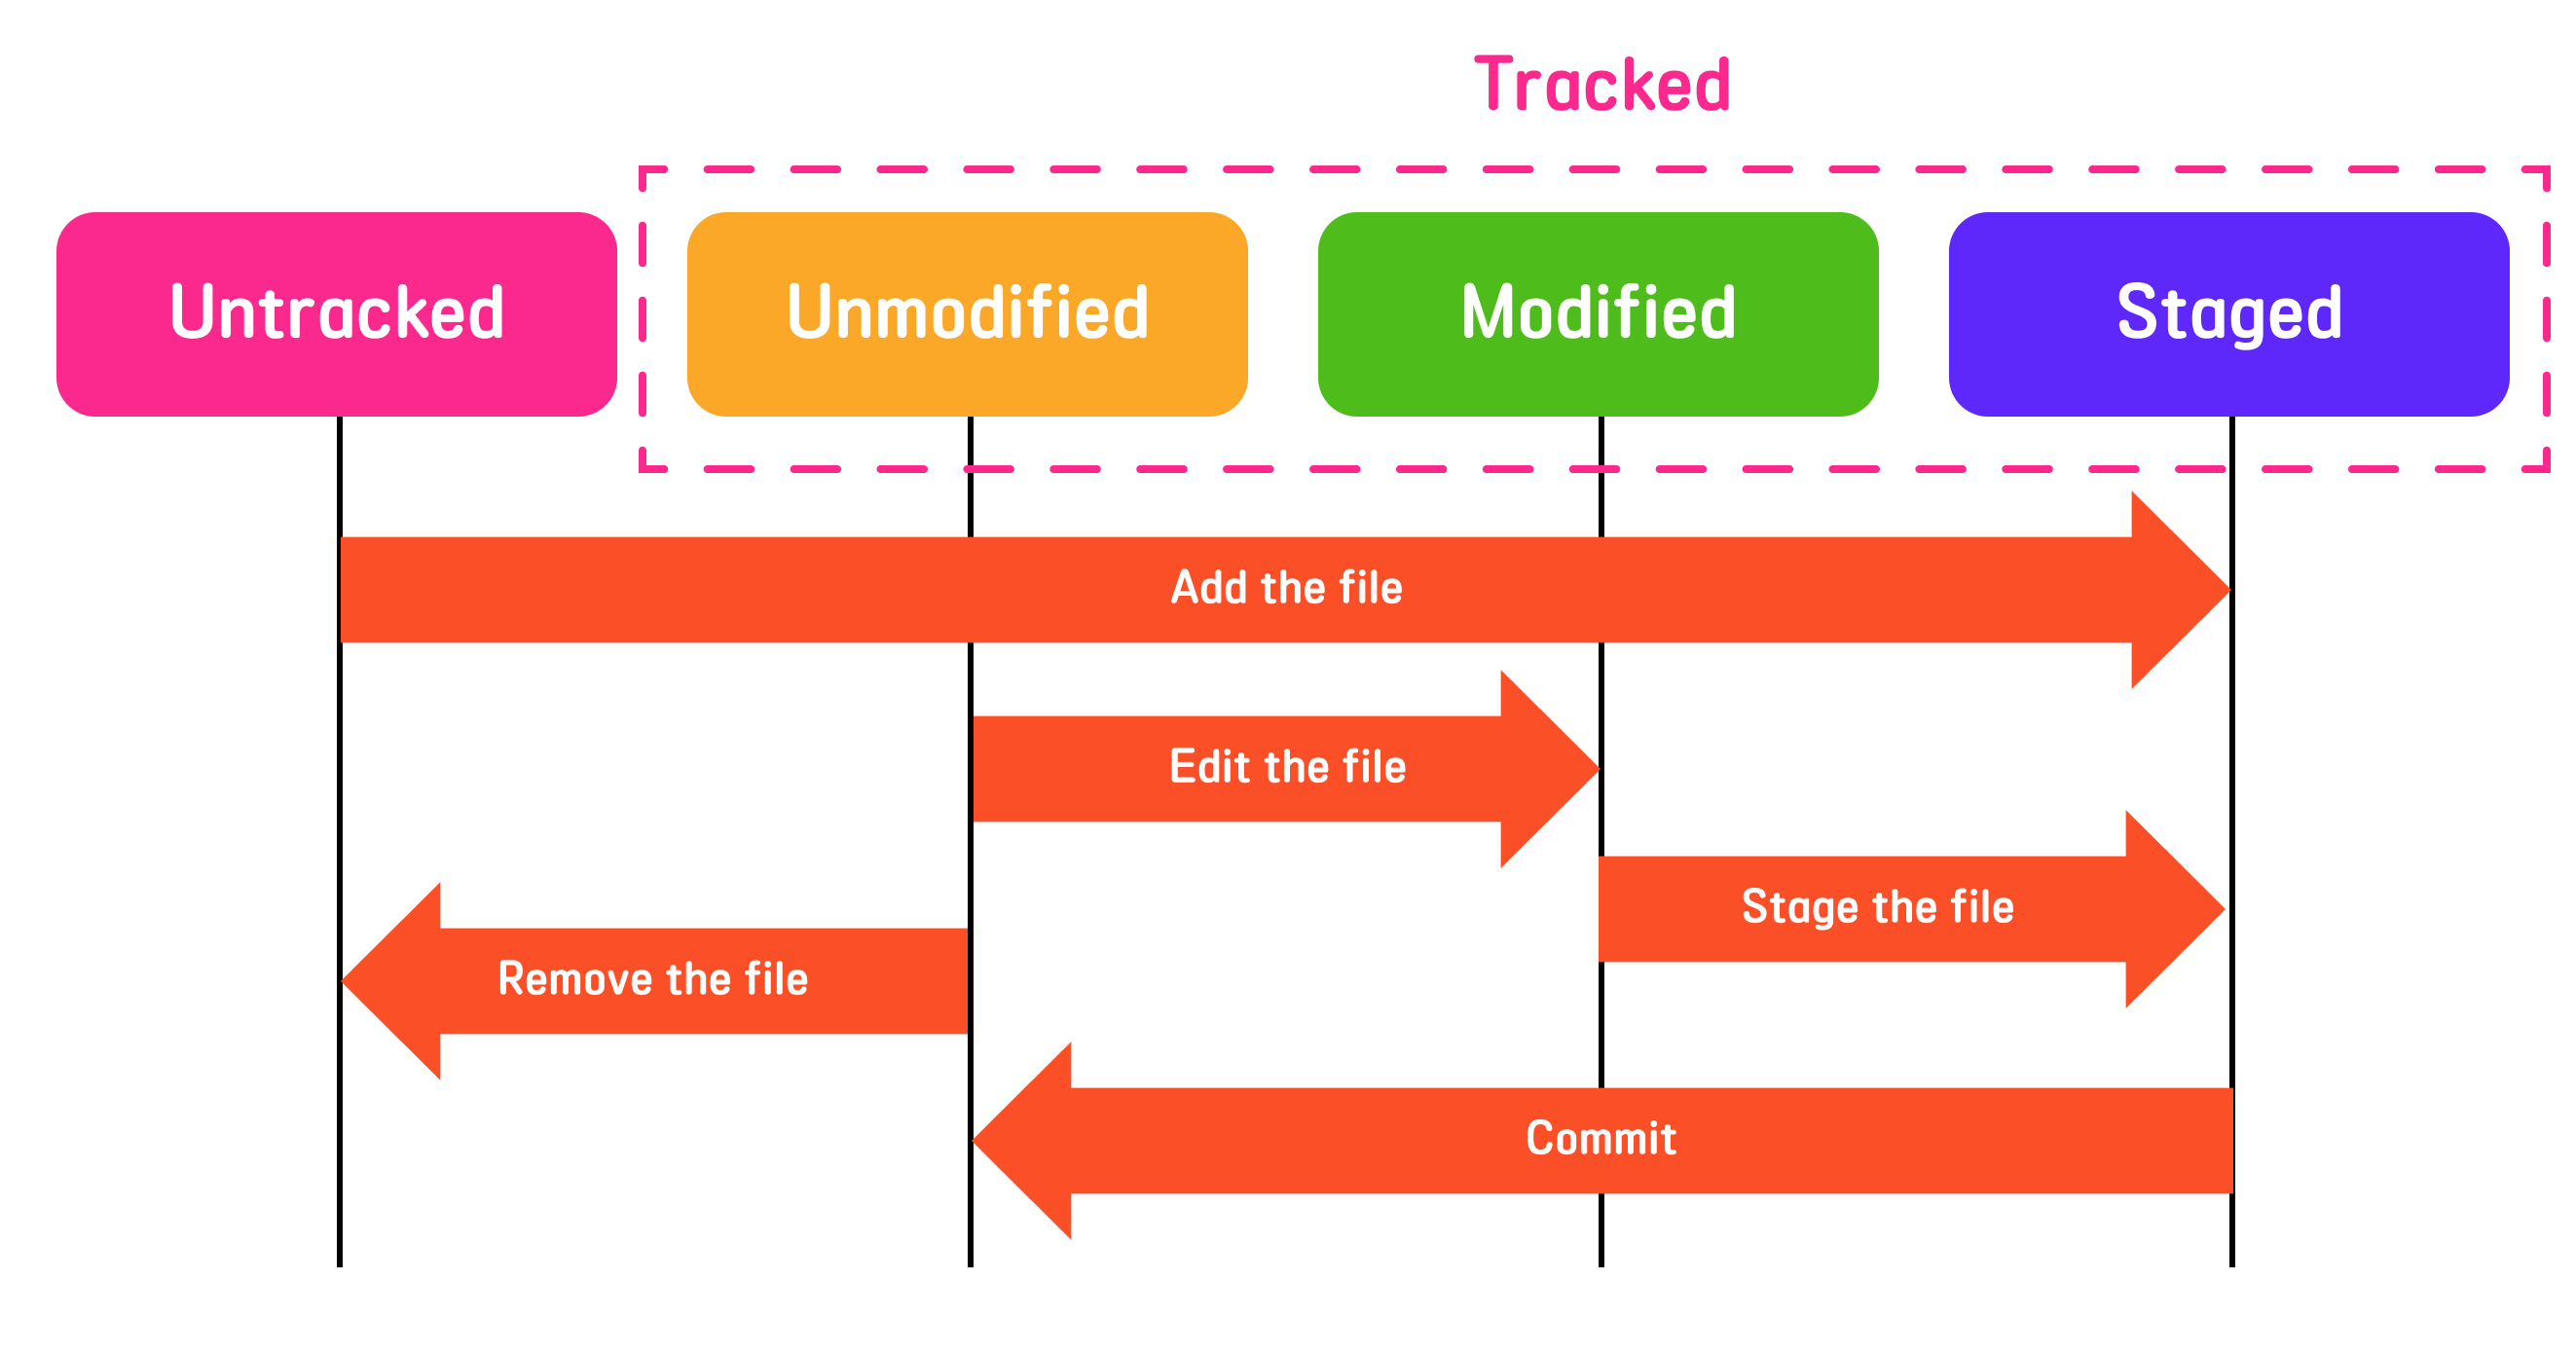 Tracked
Untracked
Unmodified
Modified
Staged
Add the file
Edit the file
Stage the file
Remove the file
Commit